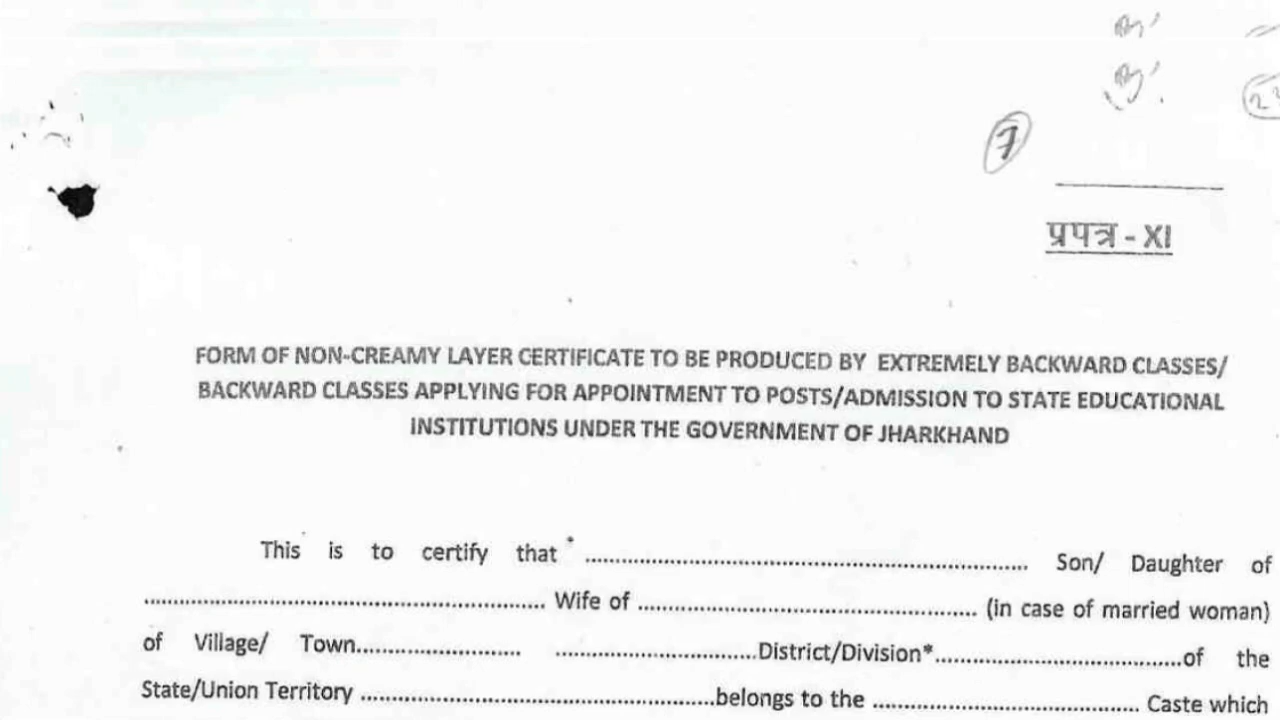 7
प्रपत्र - XI
FORM OF NON-CREAMY LAYER CERTIFICATE TO BE PRODUCED BY EXTREMELY BACKWARD CLASSES/
BACKWARD CLASSES APPLYING FOR APPOINTMENT TO POSTS/ADMISSION TO STATE EDUCATIONAL
INSTITUTIONS UNDER THE GOVERNMENT OF JHARKHAND
This is to certify that * ........................................................................ Son/ Daughter of
................................................................. Wife of ....................................................... (in case of married woman)
of Village/ Town........................... .................................District/Division*.........................................of the
State/Union Territory ..........................................................belongs to the ............................................ Caste which